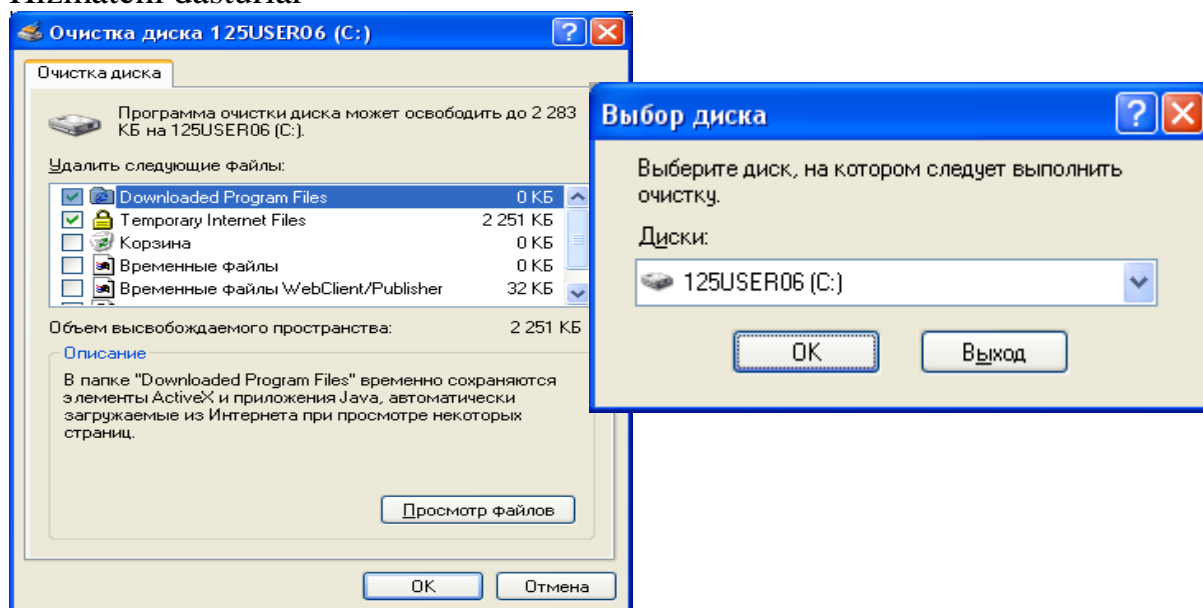 Xizmatchi dasturlar
Очистка диска 125USER06 (C:)
Очистка диска
Программа очистки диска может освободить до 2 283
КБ на 125USER06 (C:).
Удалить следующие файлы:
Downloaded Program Files 0 КБ
Temporary Internet Files 2 251 КБ
Корзина 0 КБ
Временные файлы 0 КБ
Временные файлы WebClient/Publisher 32 КБ
Объем высвобождаемого пространства: 2 251 КБ
Описание
В папке "Downloaded Program Files" временно сохраняются
элементы ActiveX и приложения Java, автоматически
загружаемые из Интернета при просмотре некоторых
страниц.
Просмотр файлов
OK Отмена
Выбор диска
Выберите диск, на котором следует выполнить
очистку.
Диски:
125USER06 (C:)
OK Выход